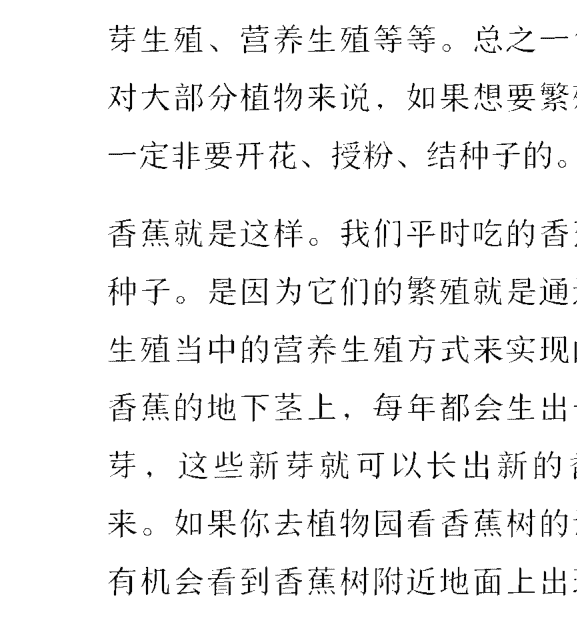 芽生殖、营养生殖等等。总之一
对大部分植物来说，如果想要繁
一定非要开花、授粉、结种子的。
香蕉就是这样。我们平时吃的香
种子。是因为它们的繁殖就是通
生殖当中的营养生殖方式来实现
香蕉的地下茎上，每年都会生出
芽，这些新芽就可以长出新的
来。如果你去植物园看香蕉树的
有机会看到香蕉树附近地面上出